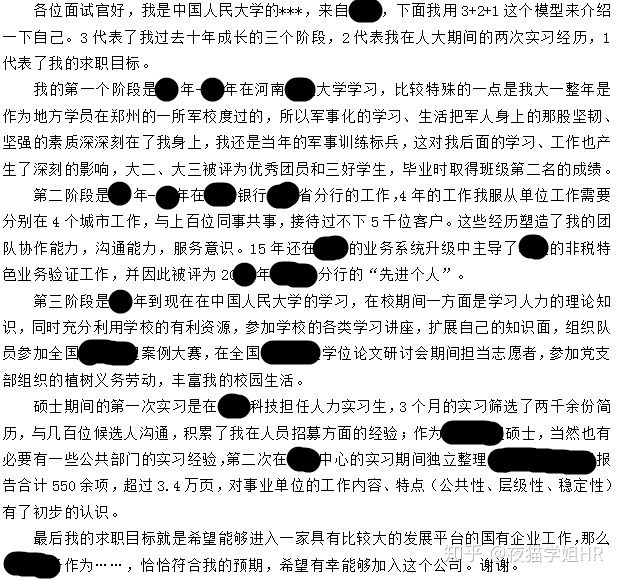 各位面试官好，我是中国人民大学的***，来自，下面我用3+2+1这个模型来介绍
一下自己。3代表了我过去十年成长的三个阶段，2代表我在人大期间的两次实习经历，1
代表了我的求职目标。
我的第一个阶段是年-年在河南大学学习，比较特殊的一点是我大一整年是
作为地方学员在郑州的一所军校度过的，所以军事化的学习、生活把军人身上的那股坚韧、
坚强的素质深深刻在了我身上，我还是当年的军事训练标兵，这对我后面的学习、工作也产
生了深刻的影响，大二、大三被评为优秀团员和三好学生，毕业时取得班级第二名的成绩。
第二阶段是年-年在银行省分行的工作，4年的工作我服从单位工作需要
分别在4个城市工作，与上百位同事共事，接待过不下5千位客户。这些经历塑造了我的团
队协作能力，沟通能力，服务意识。15年还在的业务系统升级中主导了的非税特
色业务验证工作，并因此被评为20年分行的“先进个人”。
第三阶段是年到现在在中国人民大学的学习，在校期间一方面是学习人力的理论知
识，同时充分利用学校的有利资源，参加学校的各类学习讲座，扩展自己的知识面，组织队
员参加全国案例大赛，在全国学位论文研讨会期间担当志愿者，参加党支
部组织的植树义务劳动，丰富我的校园生活。
硕士期间的第一次实习是在科技担任人力实习生，3个月的实习筛选了两千余份简
历，与几百位候选人沟通，积累了我在人员招募方面的经验；作为硕士，当然也有
必要有一些公共部门的实习经验，第二次在中心的实习期间独立整理报
告合计550余项，超过3.4万页，对事业单位的工作内容、特点（公共性、层级性、稳定性）
有了初步的认识。
最后我的求职目标就是希望能够进入一家具有比较大的发展平台的国有企业工作，那么
作为……，恰恰符合我的预期，希望有幸能够加入这个公司。谢谢。
知乎 @夜猫学姐HR